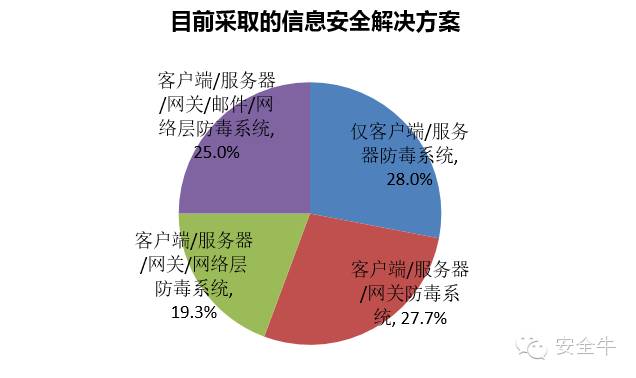 目前采取的信息安全解决方案
客户端/服务器
/网关/邮件/网
络层防毒系统,
25.0%
仅客户端/服务
器防毒系统,
28.0%
客户端/服务器
/网关/网络层
防毒系统,
19.3%
客户端/服务器
/网关防毒系
统, 27.7%
安全牛